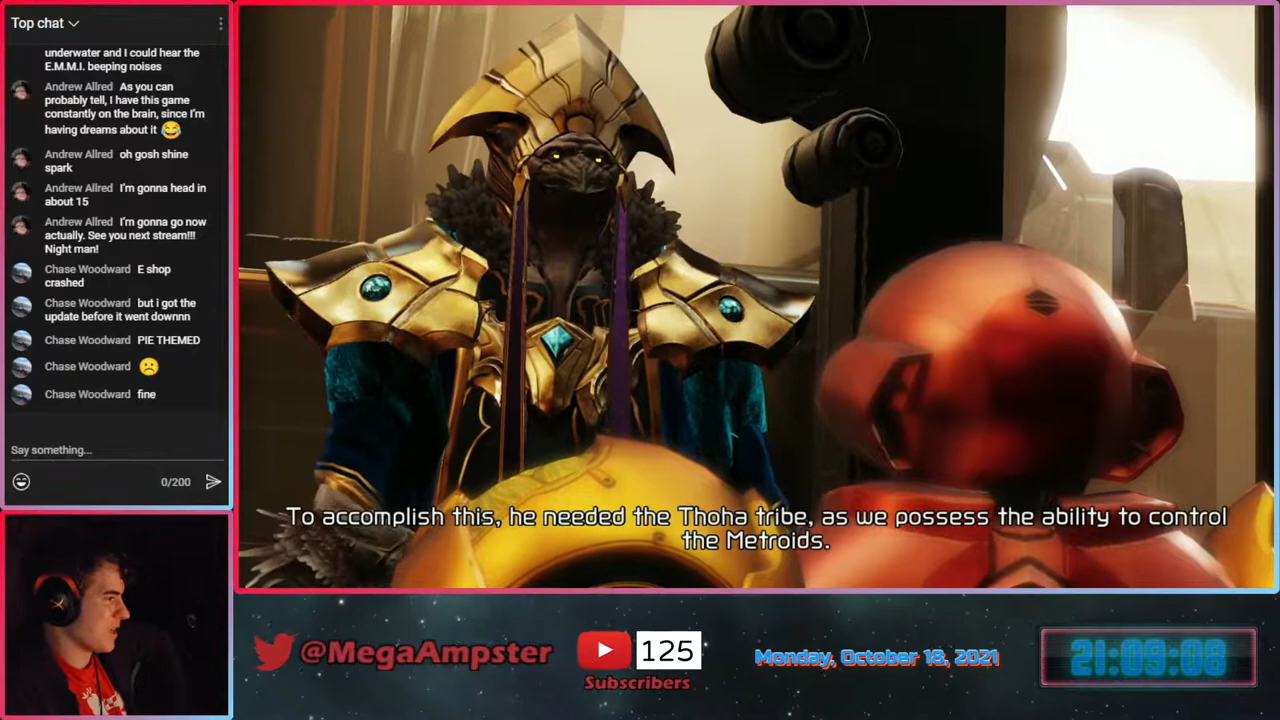 Top chat
underwater and I could hear the
E.M.M.I. beeping noises
Andrew Allred As you can
probably tell, I have this game
constantly on the brain, since I'm
having dreams about it 😂
Andrew Allred oh gosh shine
spark
Andrew Allred I'm gonna head in
about 15
Andrew Allred I'm gonna go now
actually. See you next stream!!!
Night man!
Chase Woodward E shop
crashed
Chase Woodward but i got the
update before it went downnn
Chase Woodward PIE THEMED
Chase Woodward ☹️
Chase Woodward fine
Say something...
0/200
To accomplish this, he needed the Thoha tribe, as we possess the ability to control
the Metroids.
@MegaAmpster
125
Subscribers
Monday, October 18, 2021
21:09:08